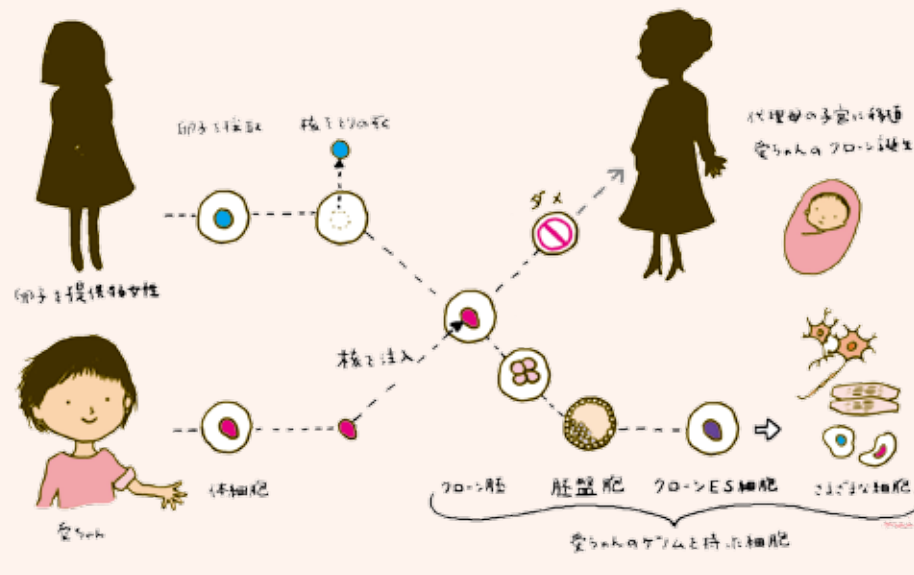 卵子を採取
核をとりのぞく
代理母の子宮に移植
愛ちゃんのクローン誕生
ダメ
卵子を提供する女性
核を注入
体細胞
クローン胚
胚盤胞
クローンES細胞
さまざまな細胞
愛ちゃん
愛ちゃんのゲノムを持った細胞